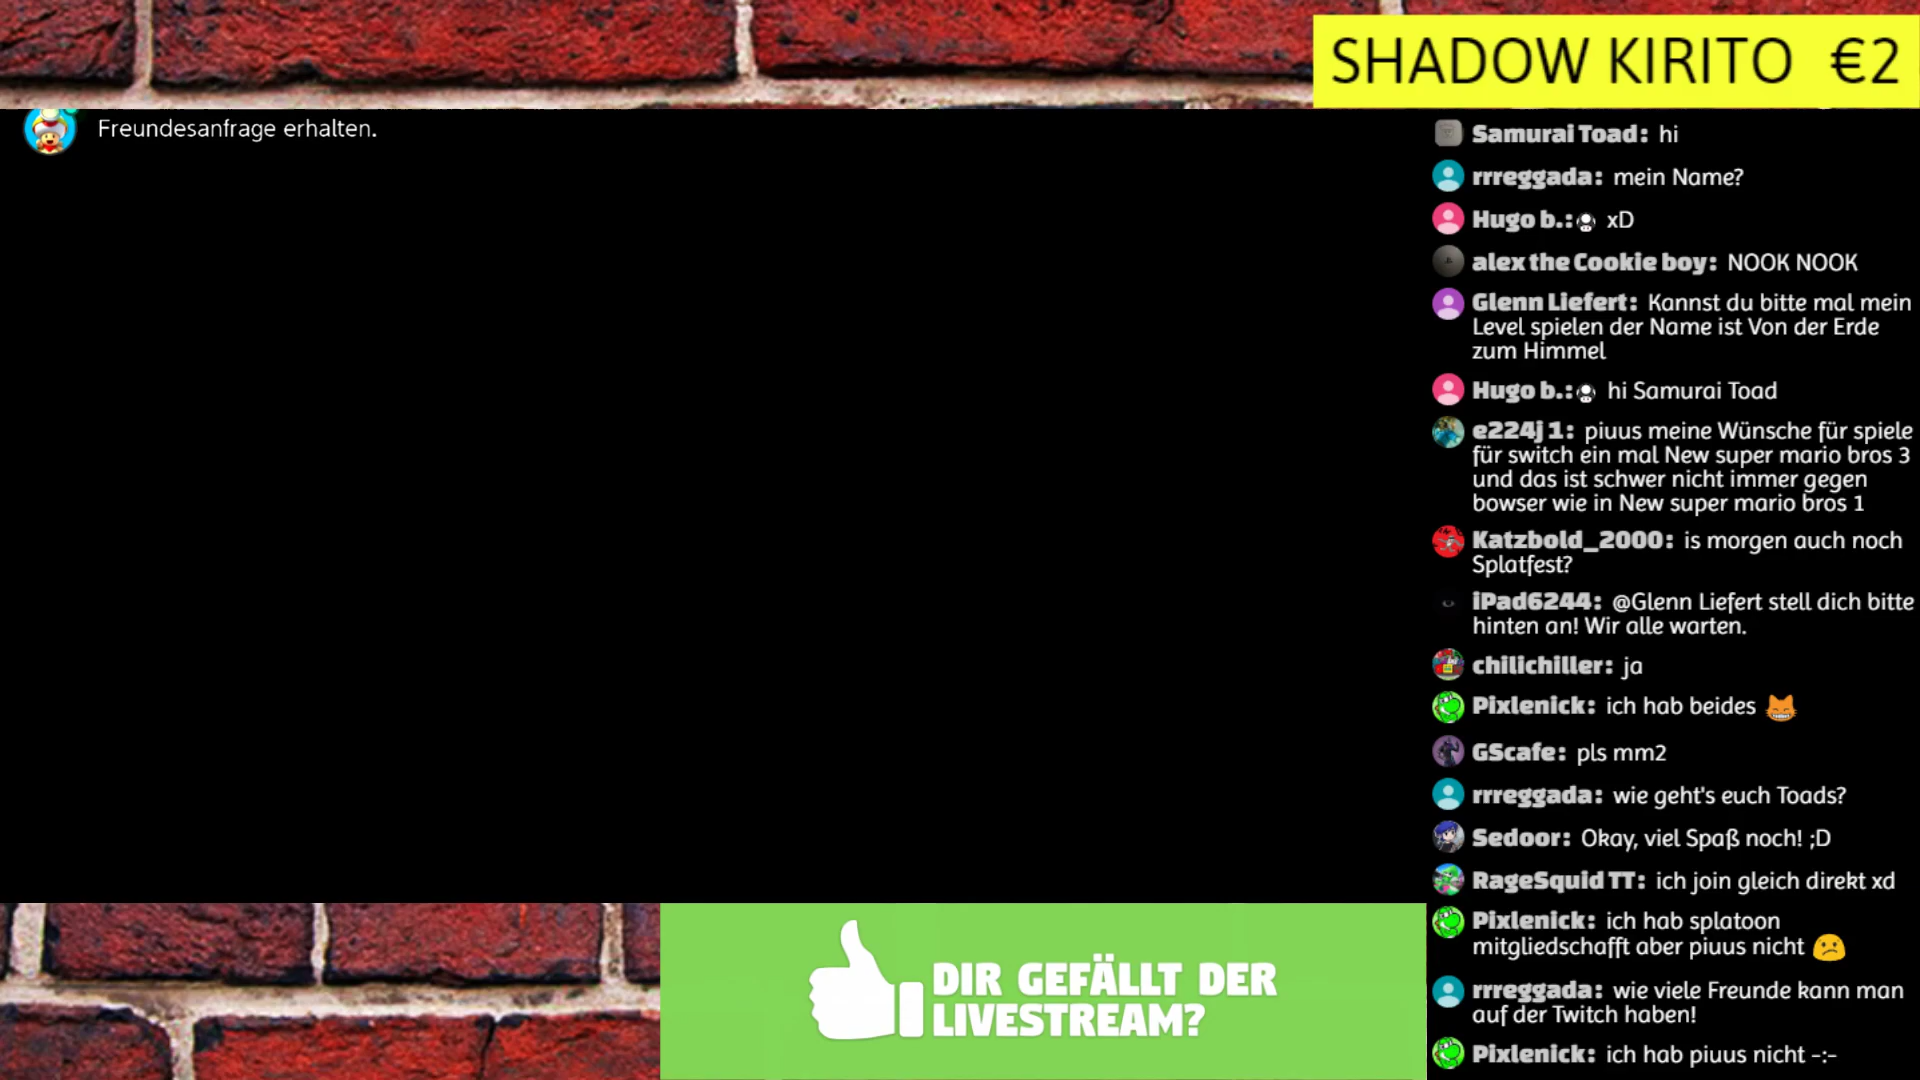 SHADOW KIRITO €2
Freundesanfrage erhalten.
Samurai Toad: hi
rrreggada: mein Name?
Hugo b.: xD
alex the Cookie boy: NOOK NOOK
Glenn Liefert: Kannst du bitte mal mein
Level spielen der Name ist Von der Erde
zum Himmel
Hugo b.: hi Samurai Toad
e224j 1: piuus meine Wünsche für spiele
für switch ein mal New super mario bros 3
und das ist schwer nicht immer gegen
bowser wie in New super mario bros 1
Katzbold_2000: is morgen auch noch
Splatfest?
iPad6244: @Glenn Liefert stell dich bitte
hinten an! Wir alle warten.
chilichiller: ja
Pixlenick: ich hab beides
GScafe: pls mm2
rrreggada: wie geht's euch Toads?
Sedoor: Okay, viel Spaß noch! ;D
RageSquid TT: ich join gleich direkt xd
Pixlenick: ich hab splatoon
mitgliedschafft aber piuus nicht
rrreggada: wie viele Freunde kann man
auf der Twitch haben!
Pixlenick: ich hab piuus nicht -:-
DIR GEFÄLLT DER
LIVESTREAM?